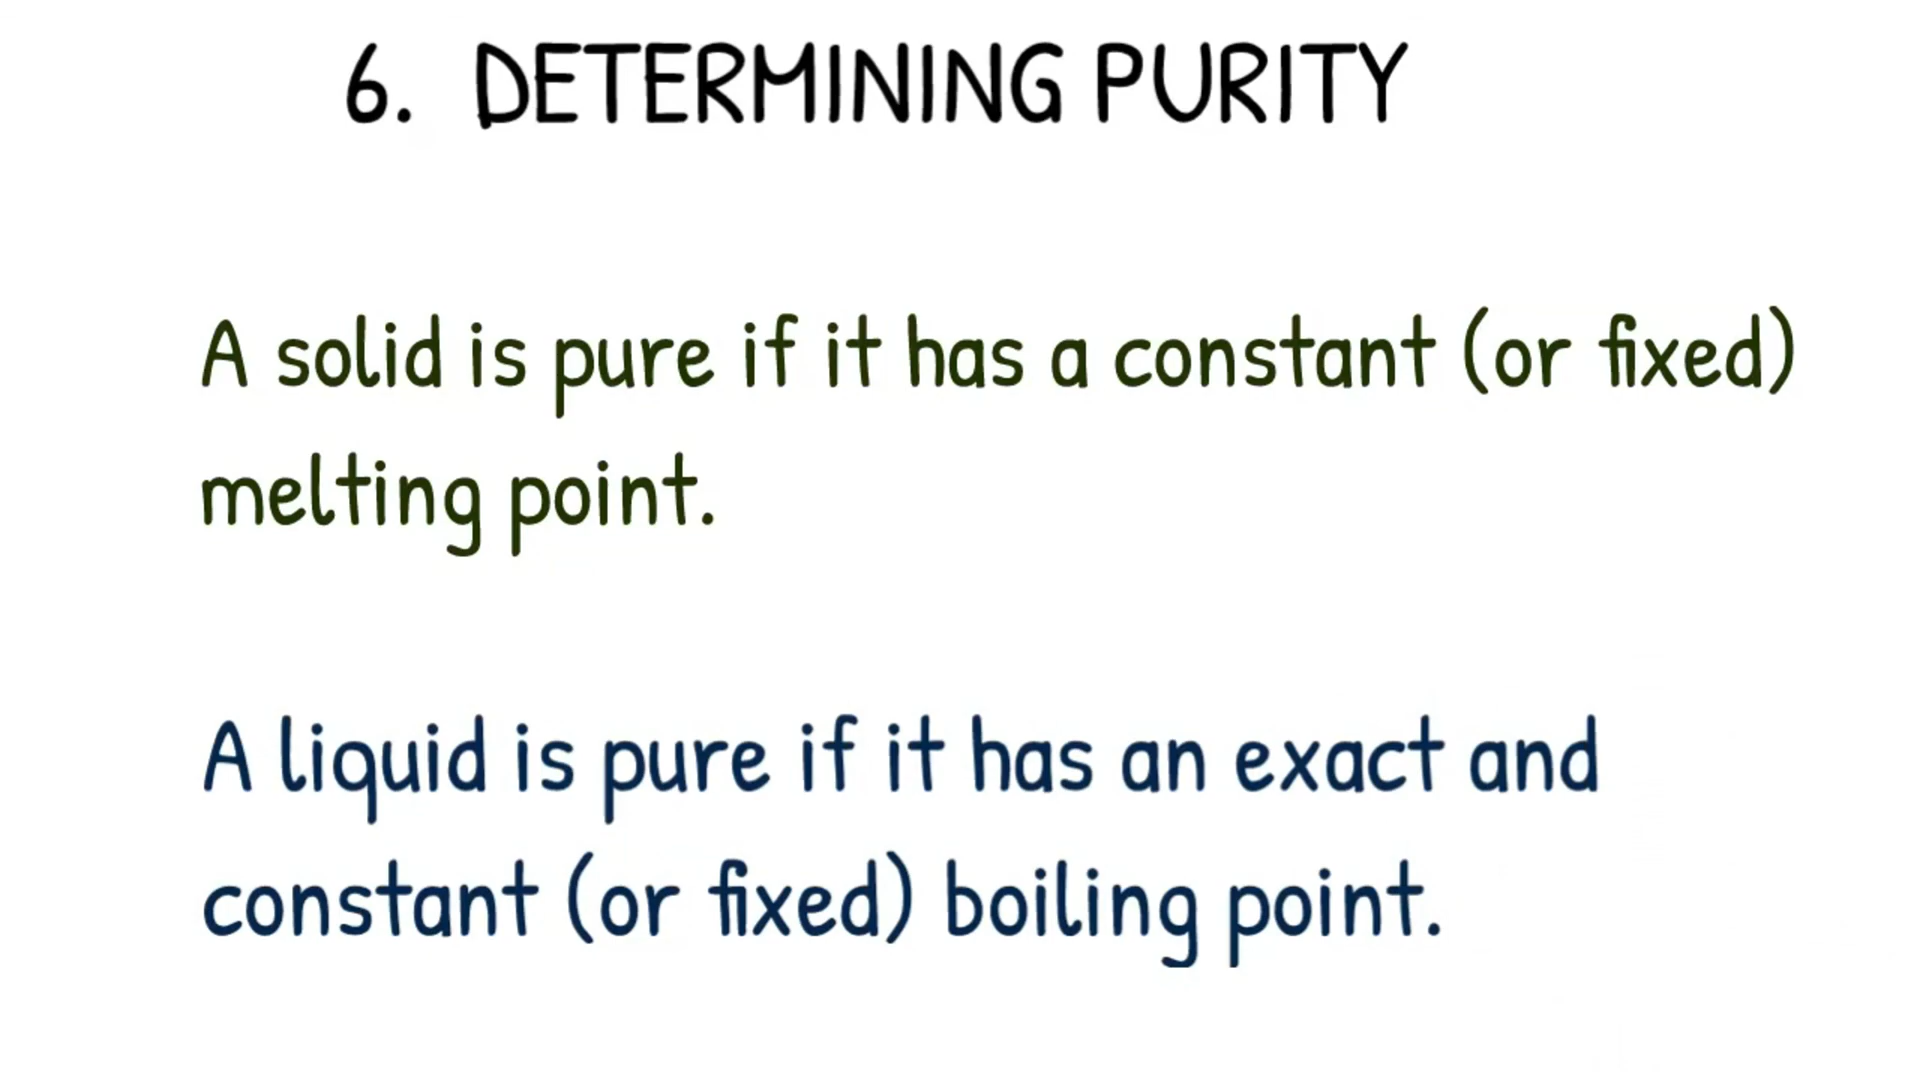 6. DETERMINING PURITY
A solid is pure if it has a constant (or fixed)
melting point.
A liquid is pure if it has an exact and
constant (or fixed) boiling point.